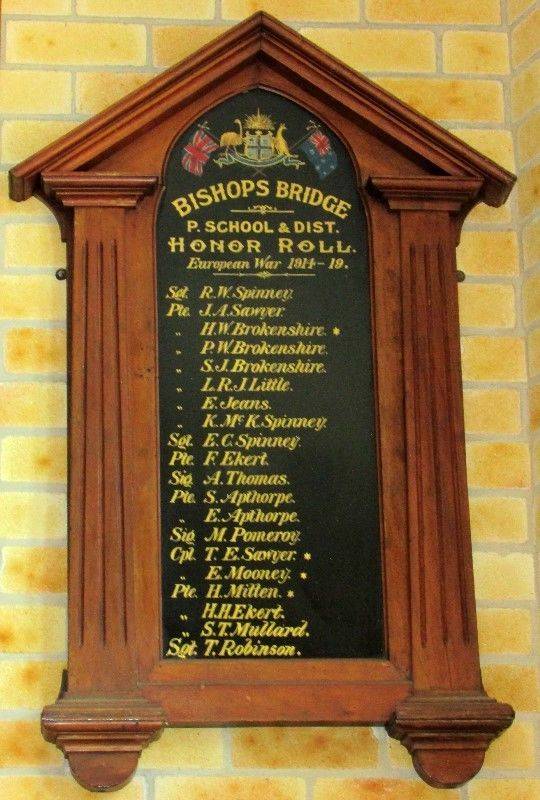 BISHOPS BRIDGE
P. SCHOOL & DIST.
HONOR ROLL.
European War 1914-19.
Sgt. R.W. Spinney.
Pte. J.A. Sawyer.
„ H.W. Brokenshire. *
„ P.W. Brokenshire.
„ S.J. Brokenshire.
„ L.R.J. Little.
„ E. Jeans.
„ K. Mc K. Spinney.
Sgt. E.C. Spinney.
Pte. F. Ekert.
Sig. A. Thomas.
Pte. S. Apthorpe.
„ E. Apthorpe.
Sig. M. Pomeroy.
Cpl. T. E. Sawyer. *
„ E. Mooney. *
Pte. H. Mitten. *
„ H.H. Ekert.
„ S.T. Mullard.
Sgt. T. Robinson.